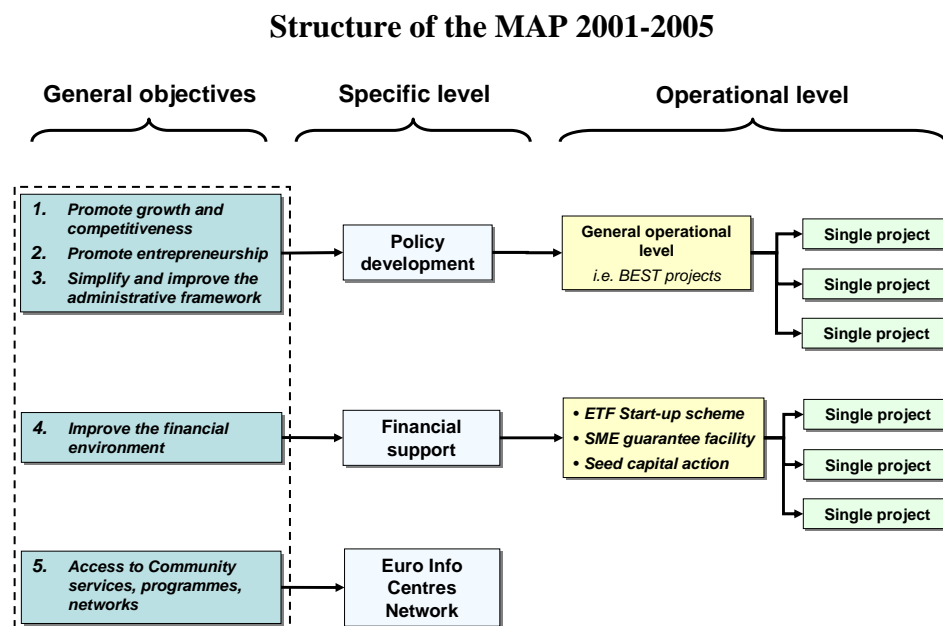 Structure of the MAP 2001-2005
General objectives
Specific level
Operational level
1. Promote growth and
competitiveness
2. Promote entrepreneurship
3. Simplify and improve the
administrative framework
Policy
development
General operational
level
i.e. BEST projects
Single project
Single project
Single project
4. Improve the financial
environment
Financial
support
• ETF Start-up scheme
• SME guarantee facility
• Seed capital action
Single project
Single project
Single project
5. Access to Community
services, programmes,
networks
Euro Info
Centres
Network